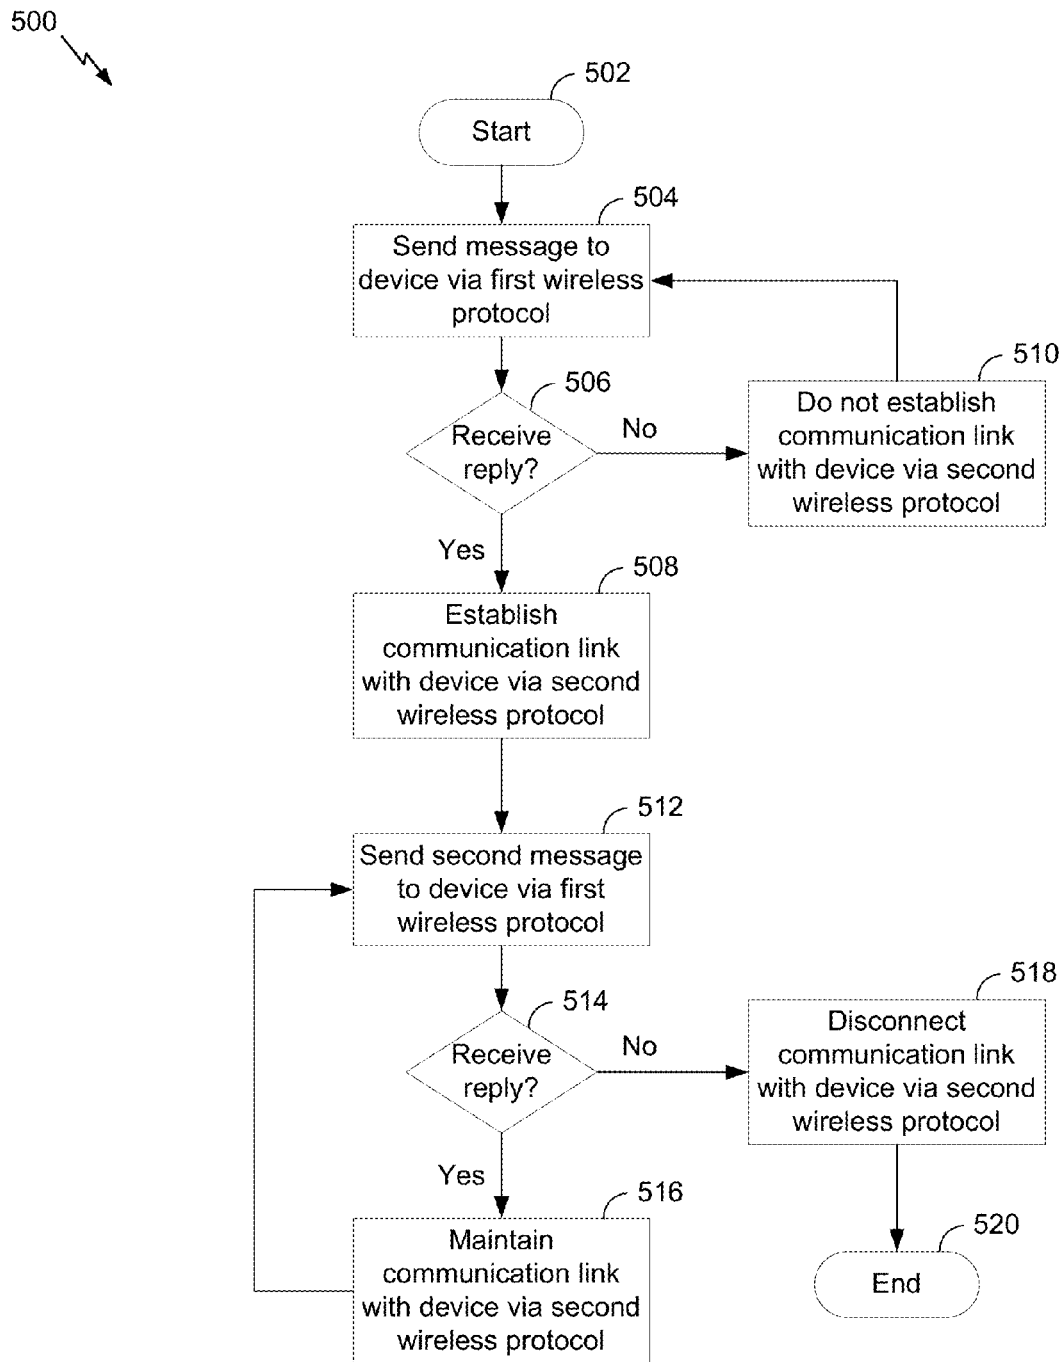 500
502
Start
504
Send message to
device via first wireless
protocol
506
Receive
reply?
No
510
Do not establish
communication link
with device via second
wireless protocol
Yes
508
Establish
communication link
with device via second
wireless protocol
512
Send second message
to device via first
wireless protocol
514
Receive
reply?
No
518
Disconnect
communication link
with device via second
wireless protocol
Yes
516
Maintain
communication link
with device via second
wireless protocol
520
End